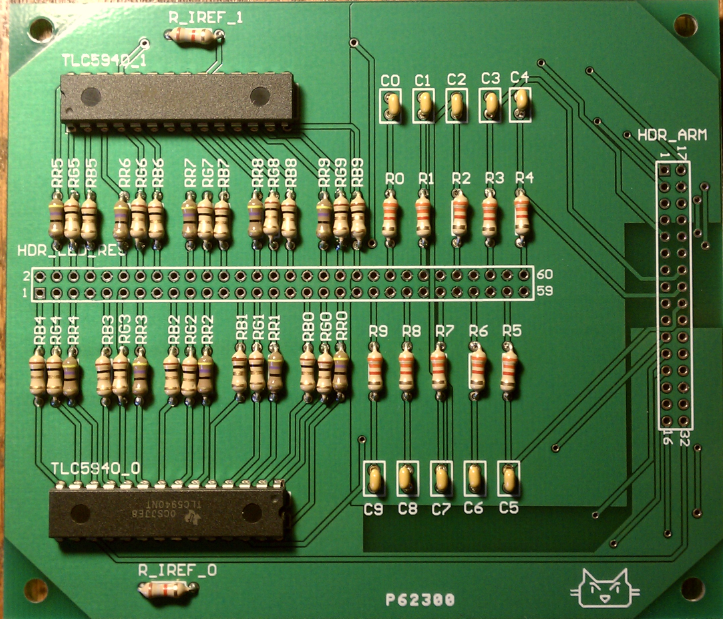 R_IREF_1
TLC5940_1
C0 C1 C2 C3 C4
HDR_ARM
1 17
RR5 RG5 RB5 RR6 RG6 RB6 RR7 RG7 RB7 RR8 RG8 RB8 RR9 RG9 RB9
R0 R1 R2 R3 R4
HDR_LED_RES
2 60
1 59
RB4 RG4 RR4 RB3 RG3 RR3 RB2 RG2 RR2 RB1 RG1 RR1 RB0 RG0 RR0
R9 R8 R7 R6 R5
16 32
TLC5940_0
TLC5940NT
C9 C8 C7 C6 C5
R_IREF_0
P62300